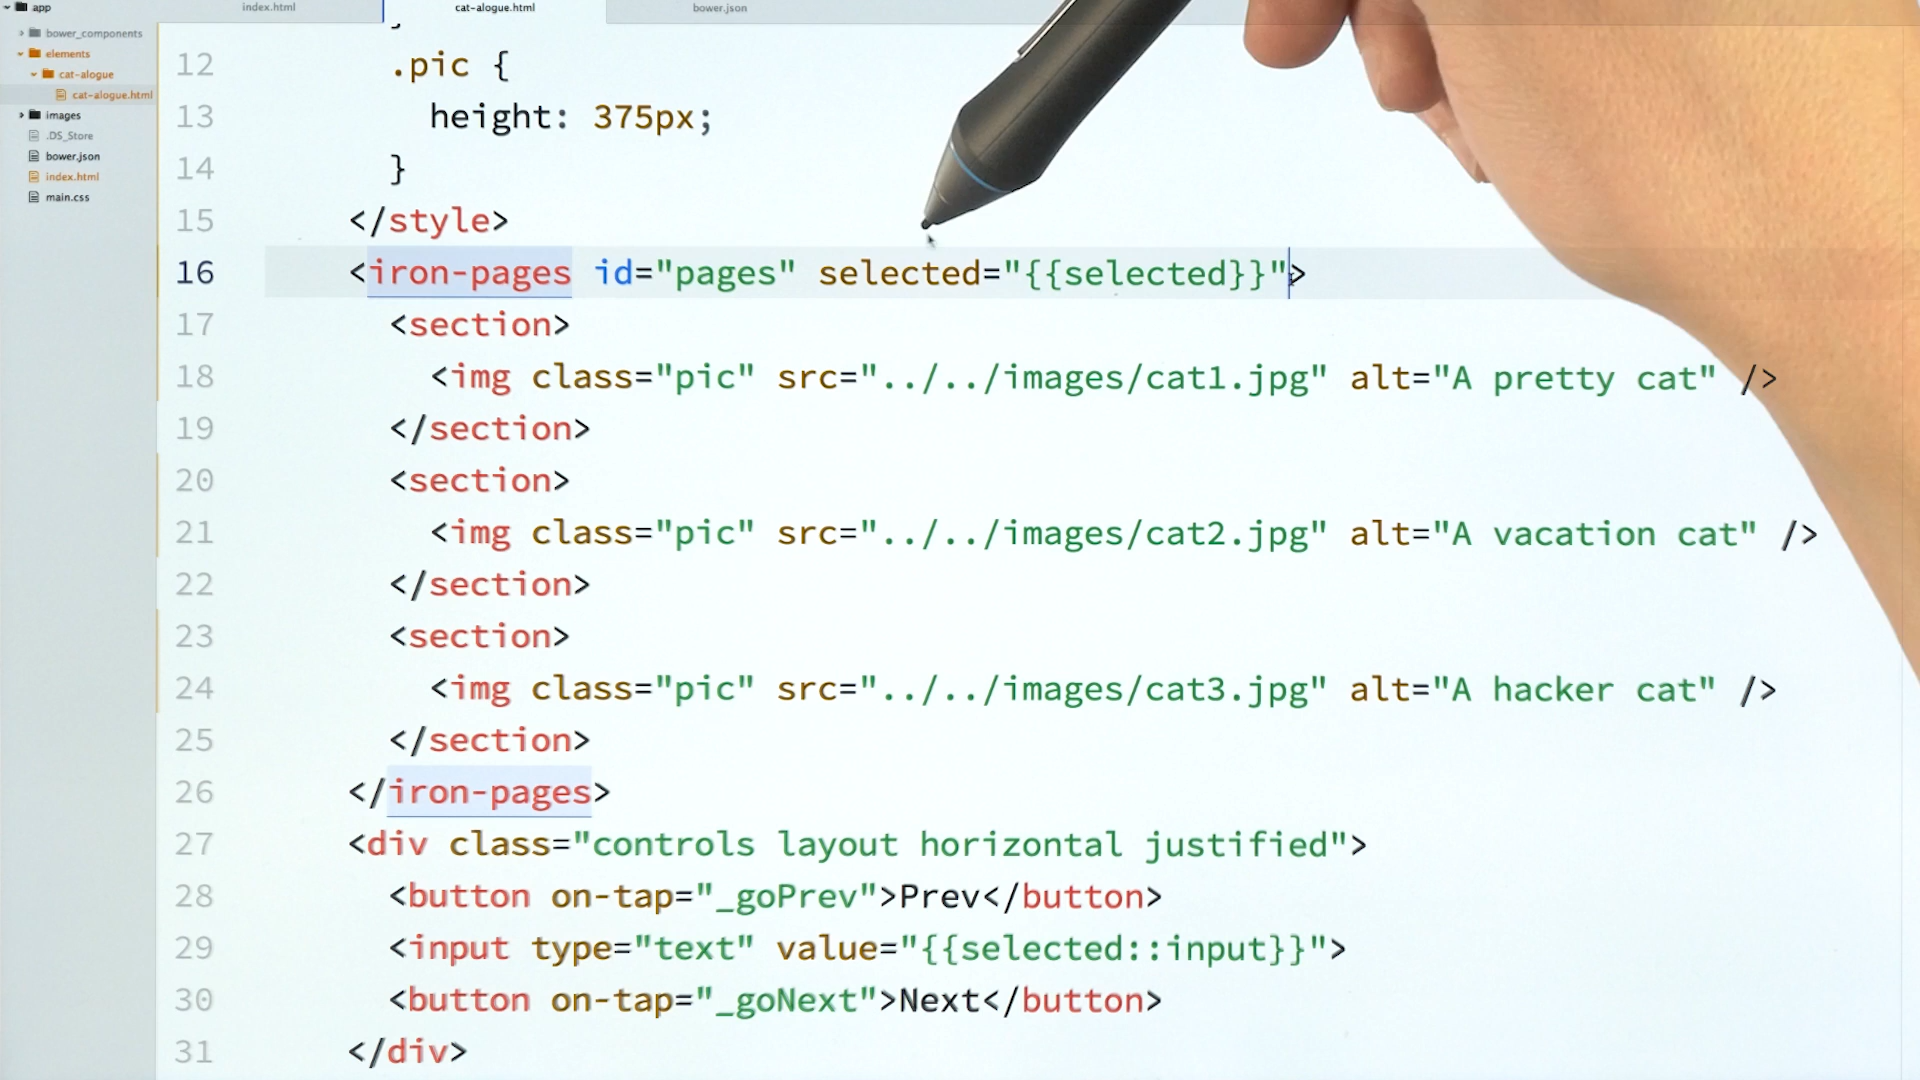 app
index.html
cat-alogue.html
bower.json
bower_components
elements
cat-alogue
cat-alogue.html
images
.DS_Store
bower.json
index.html
main.css
}
12 .pic {
13 height: 375px;
14 }
15 </style>
16 <iron-pages id="pages" selected="{{selected}}">
17 <section>
18 <img class="pic" src="../../images/cat1.jpg" alt="A pretty cat" />
19 </section>
20 <section>
21 <img class="pic" src="../../images/cat2.jpg" alt="A vacation cat" />
22 </section>
23 <section>
24 <img class="pic" src="../../images/cat3.jpg" alt="A hacker cat" />
25 </section>
26 </iron-pages>
27 <div class="controls layout horizontal justified">
28 <button on-tap="_goPrev">Prev</button>
29 <input type="text" value="{{selected::input}}">
30 <button on-tap="_goNext">Next</button>
31 </div>